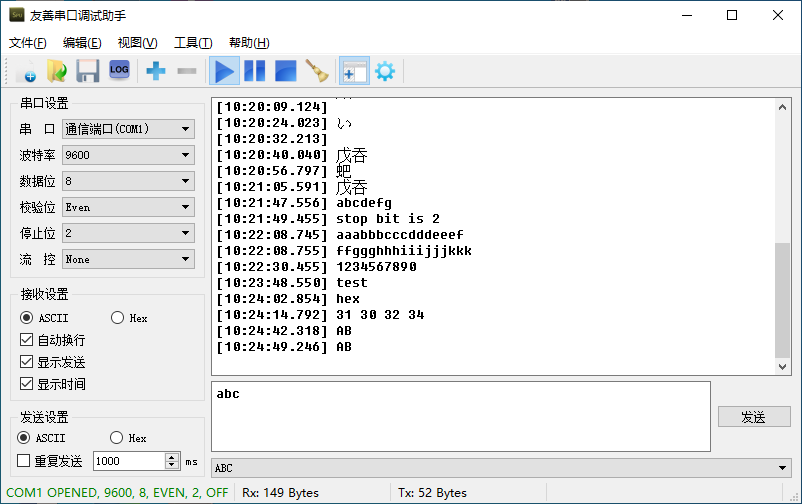 友善串口调试助手
文件(F) 编辑(E) 视图(V) 工具(T) 帮助(H)
LOG
串口设置
串 口 通信端口(COM1)
波特率 9600
数据位 8
校验位 Even
停止位 2
流 控 None
接收设置
ASCII Hex
自动换行
显示发送
显示时间
发送设置
ASCII Hex
重复发送 1000 ms
[10:20:09.124]
[10:20:24.023] い
[10:20:32.213]
[10:20:40.040] 戊吞
[10:20:56.797] 蚆
[10:21:05.591] 戊吞
[10:21:47.556] abcdefg
[10:21:49.455] stop bit is 2
[10:22:08.745] aaabbbcccdddeeef
[10:22:08.755] ffggghhhiiijjjkkk
[10:22:30.455] 1234567890
[10:23:48.550] test
[10:24:02.854] hex
[10:24:14.792] 31 30 32 34
[10:24:42.318] AB
[10:24:49.246] AB
abc
发送
ABC
COM1 OPENED, 9600, 8, EVEN, 2, OFF Rx: 149 Bytes Tx: 52 Bytes